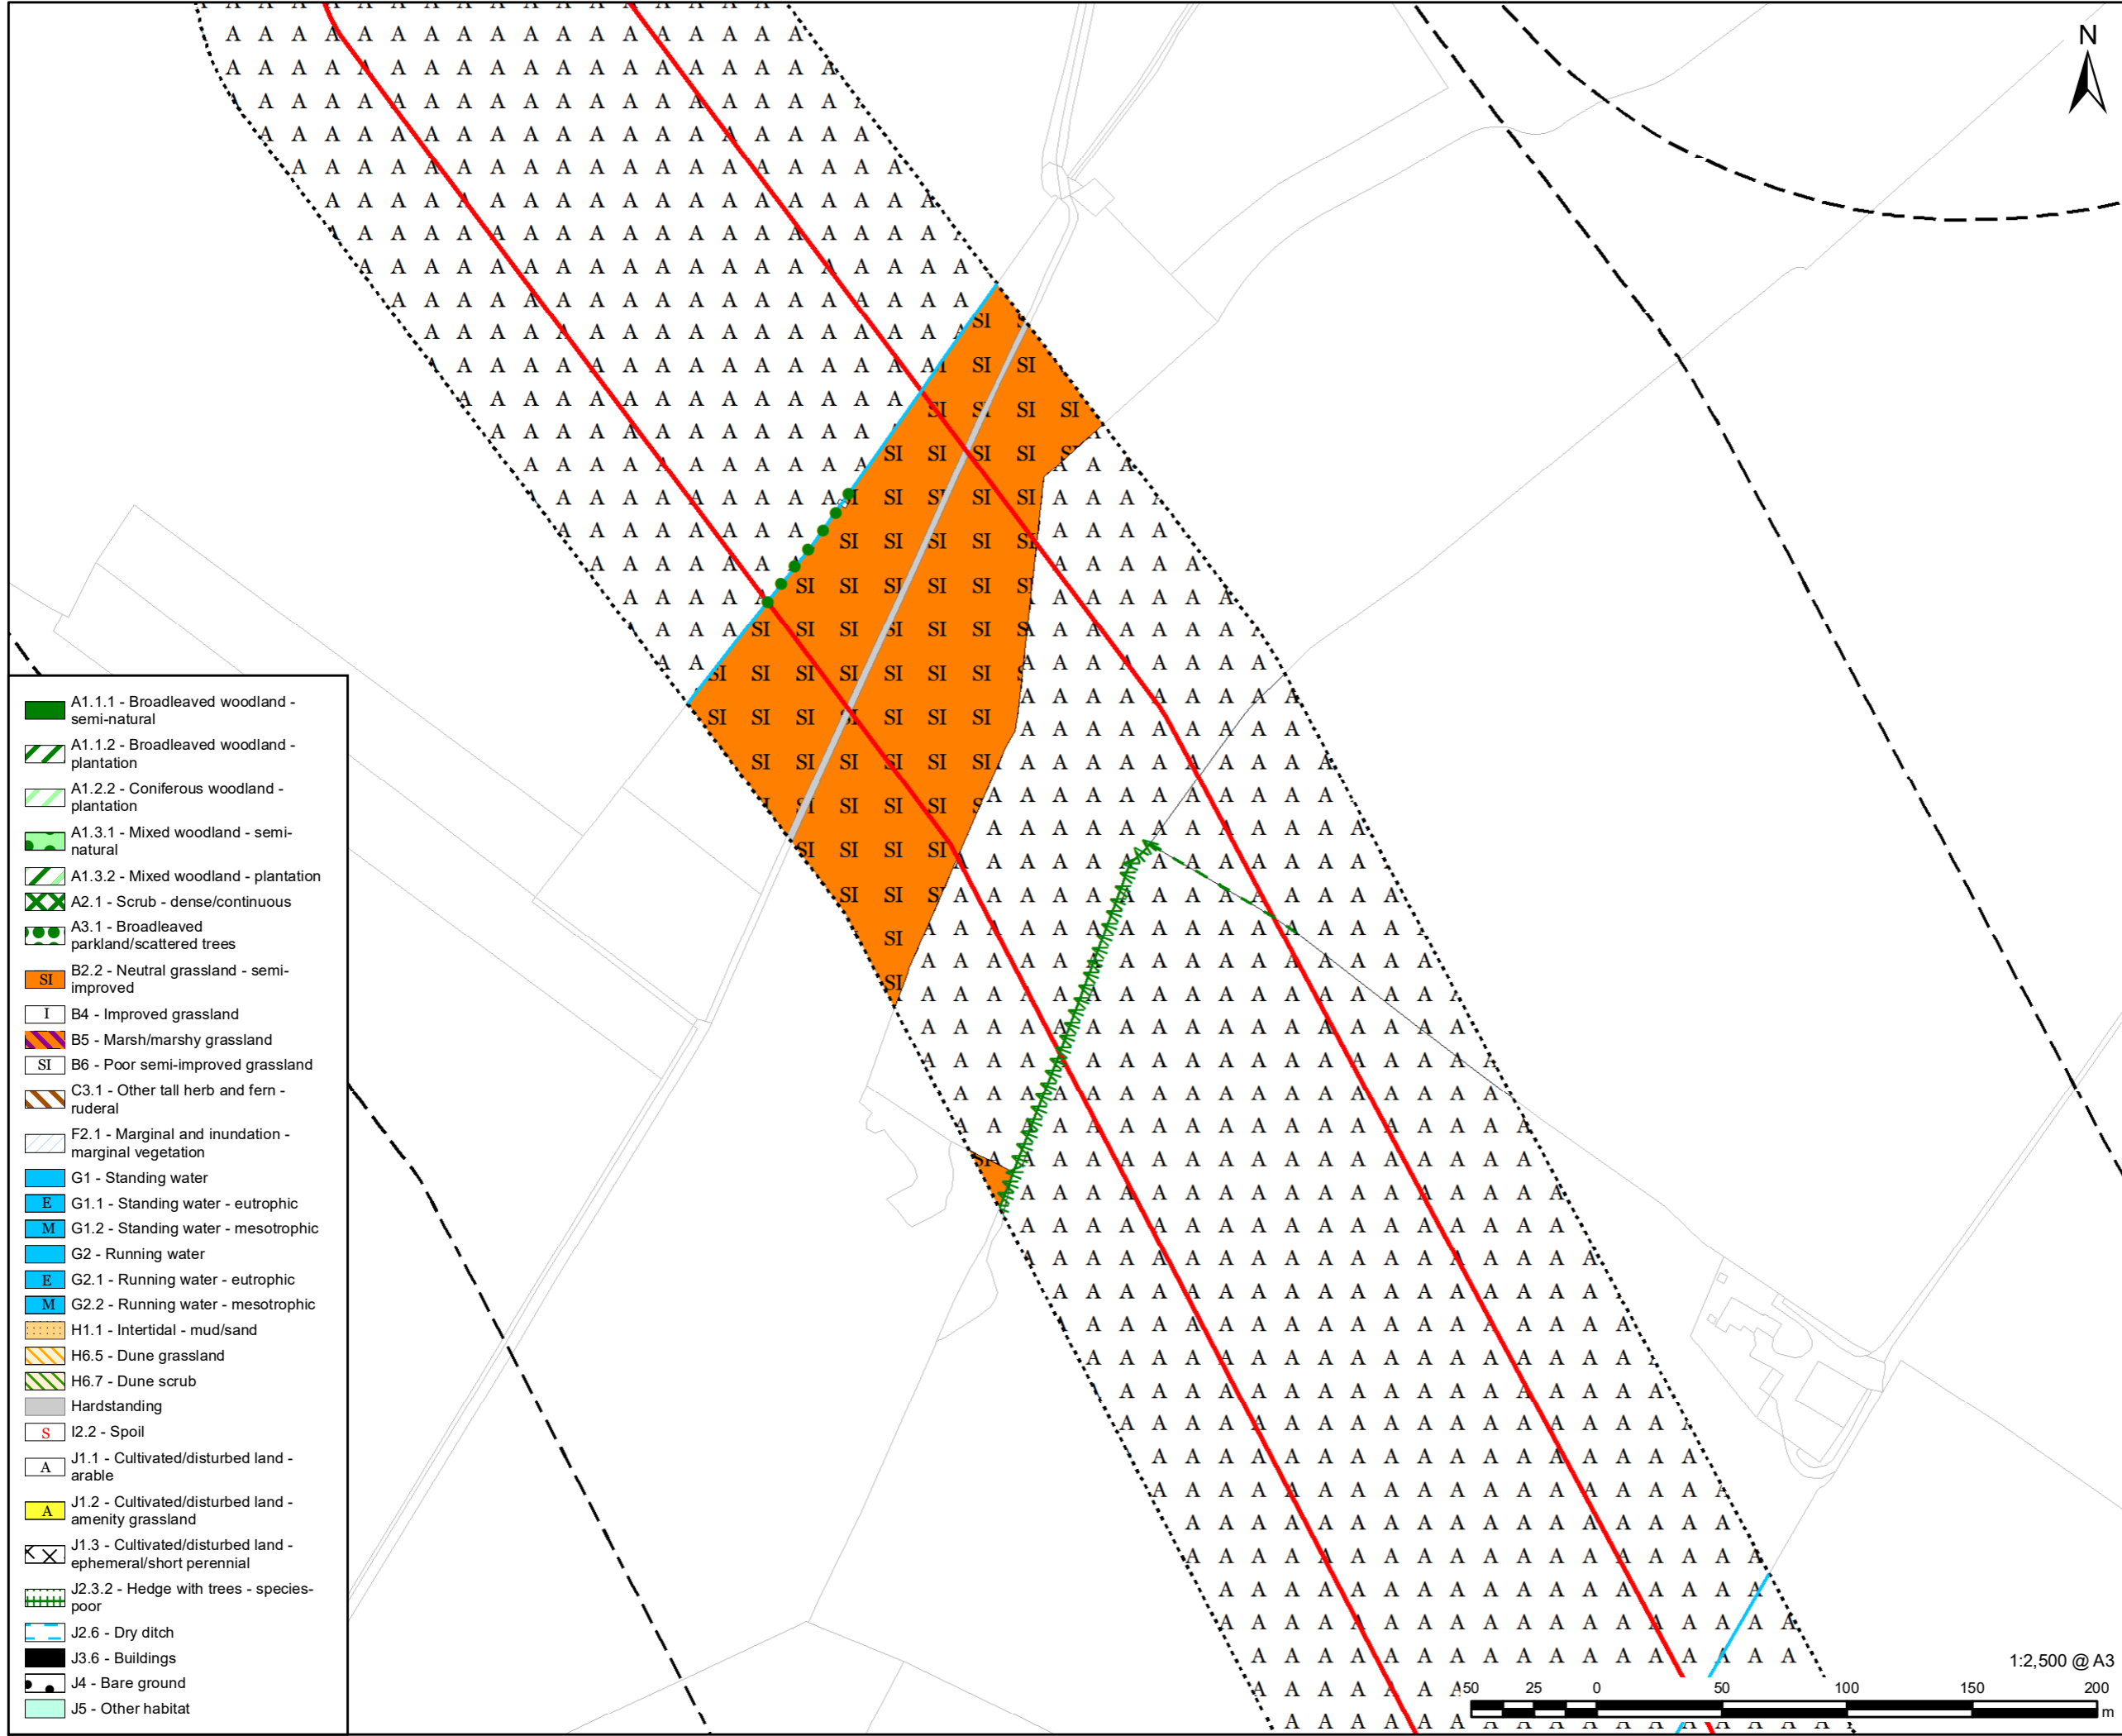 N
A1.1.1 - Broadleaved woodland -
semi-natural
A1.1.2 - Broadleaved woodland -
plantation
A1.2.2 - Coniferous woodland -
plantation
A1.3.1 - Mixed woodland - semi-
natural
A1.3.2 - Mixed woodland - plantation
A2.1 - Scrub - dense/continuous
A3.1 - Broadleaved
parkland/scattered trees
SI B2.2 - Neutral grassland - semi-
improved
I B4 - Improved grassland
B5 - Marsh/marshy grassland
SI B6 - Poor semi-improved grassland
C3.1 - Other tall herb and fern -
ruderal
F2.1 - Marginal and inundation -
marginal vegetation
G1 - Standing water
E G1.1 - Standing water - eutrophic
M G1.2 - Standing water - mesotrophic
G2 - Running water
E G2.1 - Running water - eutrophic
M G2.2 - Running water - mesotrophic
H1.1 - Intertidal - mud/sand
H6.5 - Dune grassland
H6.7 - Dune scrub
Hardstanding
S I2.2 - Spoil
A J1.1 - Cultivated/disturbed land -
arable
A J1.2 - Cultivated/disturbed land -
amenity grassland
J1.3 - Cultivated/disturbed land -
ephemeral/short perennial
J2.3.2 - Hedge with trees - species-
poor
J2.6 - Dry ditch
J3.6 - Buildings
J4 - Bare ground
J5 - Other habitat
1:2,500 @ A3
50 25 0 50 100 150 200
m